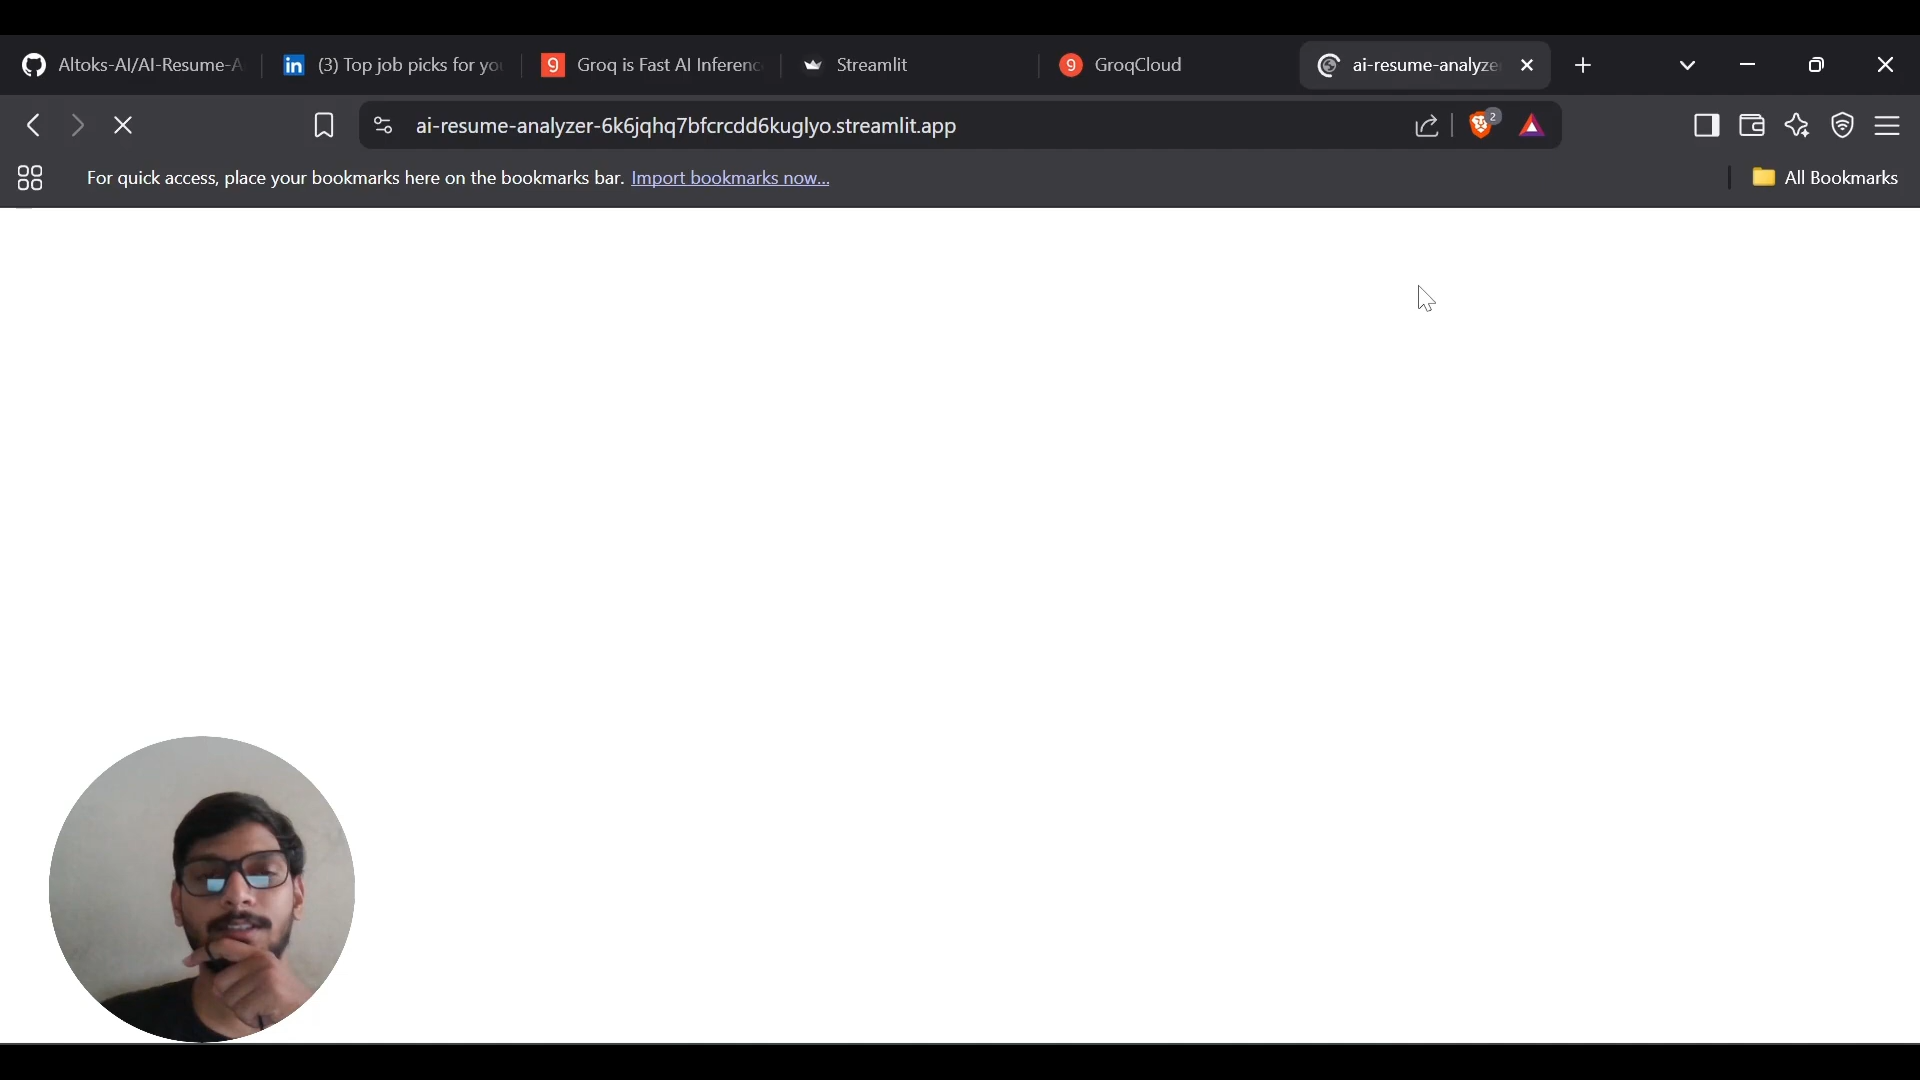 Altoks-AI/AI-Resume-A
(3) Top job picks for yo
Groq is Fast AI Inferenc
Streamlit
GroqCloud
ai-resume-analyze
ai-resume-analyzer-6k6jqhq7bfcrcdd6kuglyo.streamlit.app
2
For quick access, place your bookmarks here on the bookmarks bar. Import bookmarks now...
All Bookmarks